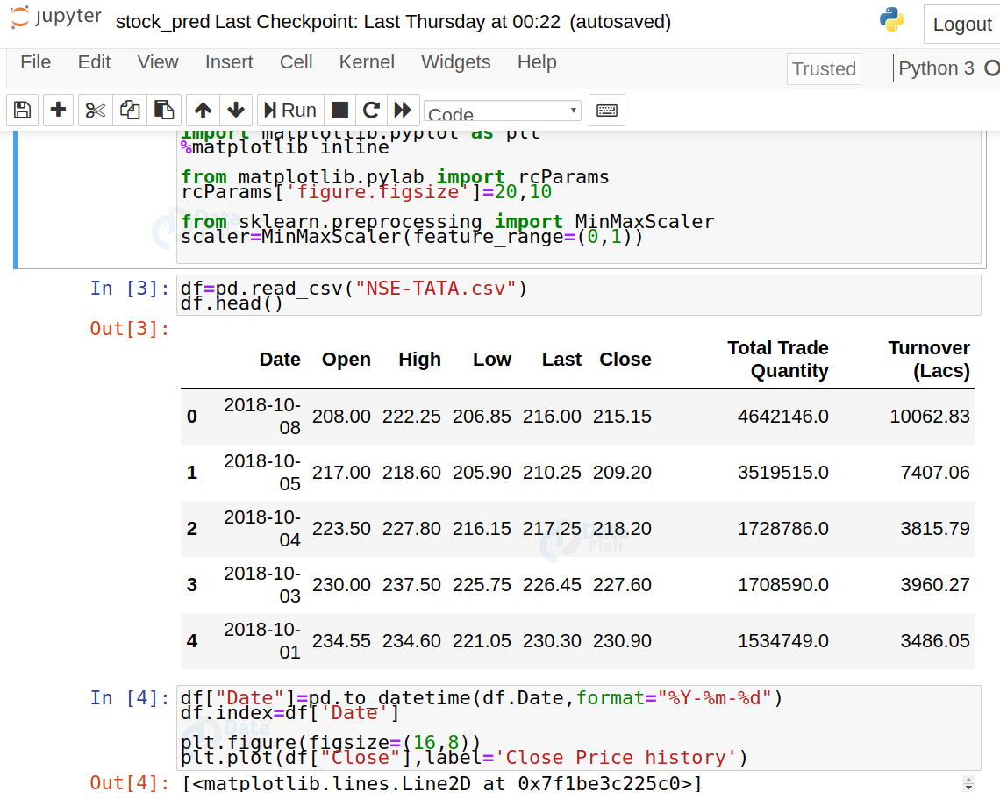 jupyter stock_pred Last Checkpoint: Last Thursday at 00:22 (autosaved) Logout
File Edit View Insert Cell Kernel Widgets Help Trusted Python 3
Run Code
import matplotlib.pyplot as plt
%matplotlib inline
from matplotlib.pylab import rcParams
rcParams['figure.figsize']=20,10
from sklearn.preprocessing import MinMaxScaler
scaler=MinMaxScaler(feature_range=(0,1))
Data
In [3]: df=pd.read_csv("NSE-TATA.csv")
df.head()
Out[3]:
Date Open High Low Last Close Total Trade Quantity Turnover (Lacs)
0 2018-10-08 208.00 222.25 206.85 216.00 215.15 4642146.0 10062.83
1 2018-10-05 217.00 218.60 205.90 210.25 209.20 3519515.0 7407.06
2 2018-10-04 223.50 227.80 216.15 217.25 218.20 1728786.0 3815.79
Data
Flair
3 2018-10-03 230.00 237.50 225.75 226.45 227.60 1708590.0 3960.27
4 2018-10-01 234.55 234.60 221.05 230.30 230.90 1534749.0 3486.05
In [4]: df["Date"]=pd.to_datetime(df.Date,format="%Y-%m-%d")
df.index=df['Date']
Data
plt.figure(figsize=(16,8))
plt.plot(df["Close"],label='Close Price history')
Out[4]: [<matplotlib.lines.Line2D at 0x7f1be3c225c0>]